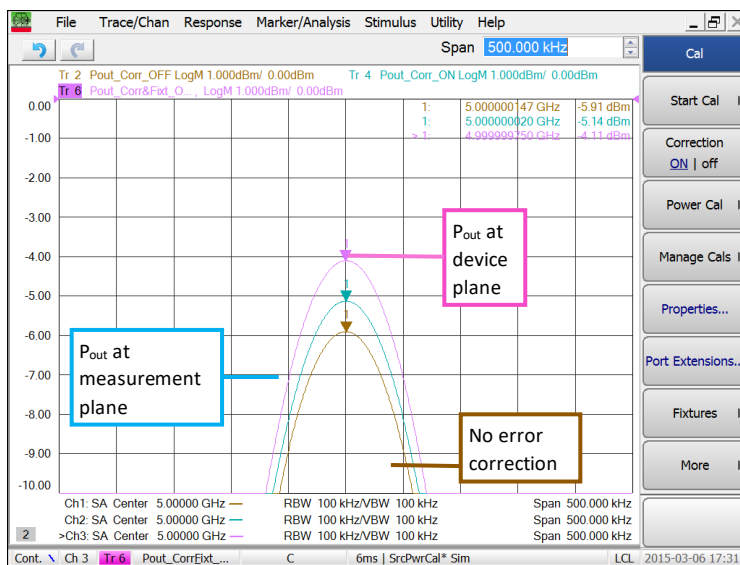 File Trace/Chan Response Marker/Analysis Stimulus Utility Help
Span 500.000 kHz
Cal
Tr 2 Pout_Corr_OFF LogM 1.000dBm/ 0.00dBm Tr 4 Pout_Corr_ON LogM 1.000dBm/ 0.00dBm
Tr 6 Pout_Corr&Fixt_O... , LogM 1.000dBm/ 0.00dBm
0.00
1: 5.000000147 GHz -5.91 dBm
1: 5.000000020 GHz -5.14 dBm
> 1: 4.999999750 GHz -4.11 dBm
-1.00
-2.00
-3.00
-4.00
-5.00
-6.00
-7.00
-8.00
-9.00
-10.00
Pout at
device
plane
Pout at
measurement
plane
No error
correction
Start Cal
Correction
ON | off
Power Cal
Manage Cals
Properties...
Port Extensions..
Fixtures
More
Ch1: SA Center 5.00000 GHz — RBW 100 kHz/VBW 100 kHz Span 500.000 kHz
Ch2: SA Center 5.00000 GHz — RBW 100 kHz/VBW 100 kHz Span 500.000 kHz
2 >Ch3: SA Center 5.00000 GHz — RBW 100 kHz/VBW 100 kHz Span 500.000 kHz
Cont. Ch 3 Tr 6 Pout_CorrFixt_... C 6ms | SrcPwrCal* Sim LCL 2015-03-06 17:31